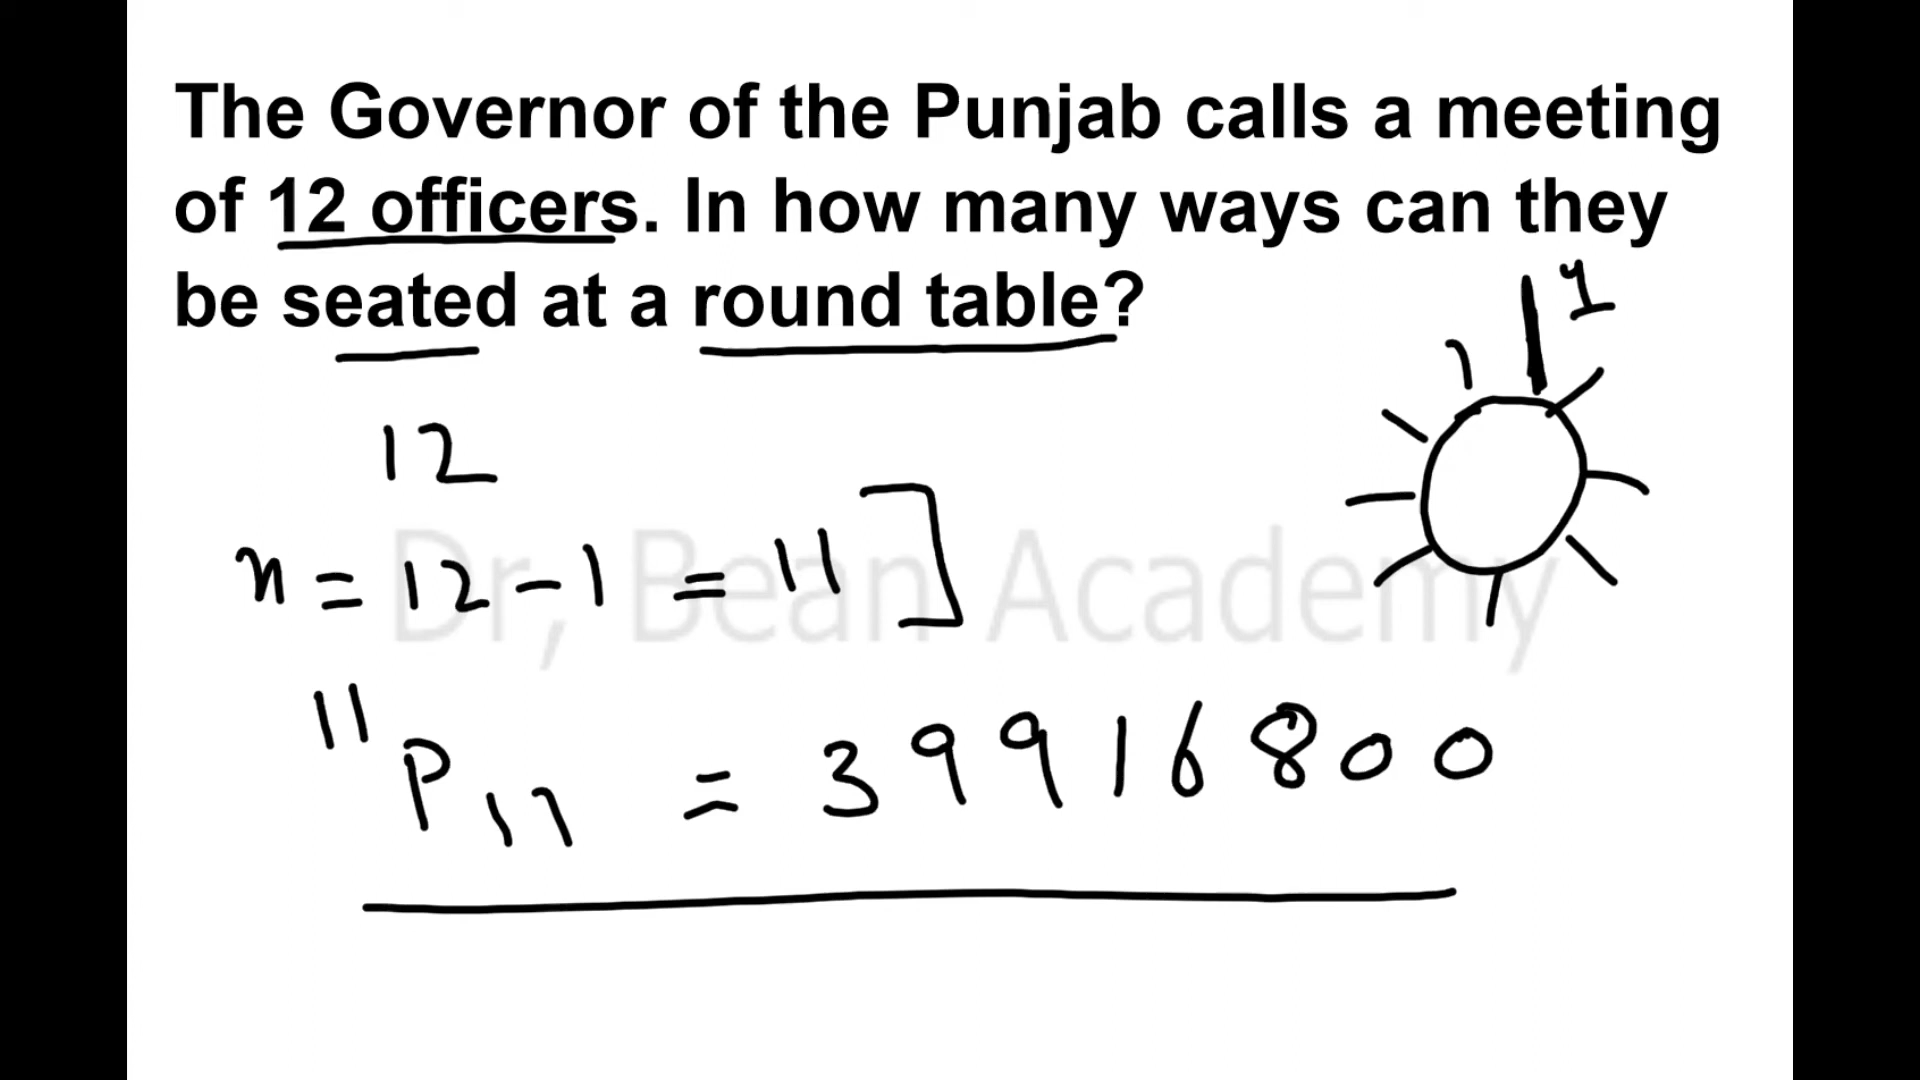 The Governor of the Punjab calls a meeting
of 12 officers. In how many ways can they
be seated at a round table?
1
12
n = 12 - 1 = 11 ]
Dr, Bean Academy
¹¹P₁₁ = 39916800